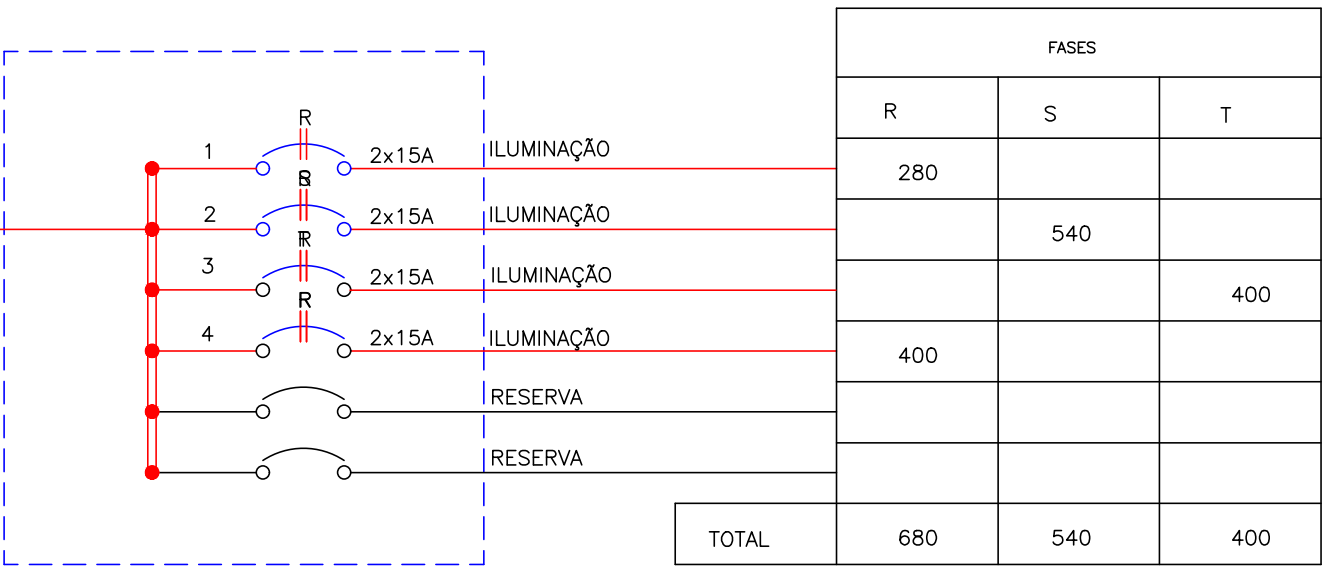 FASES
R S T
R
1 2x15A ILUMINAÇÃO 280
2 2x15A ILUMINAÇÃO 540
3 2x15A ILUMINAÇÃO 400
R
4 2x15A ILUMINAÇÃO 400
RESERVA
RESERVA
TOTAL 680 540 400